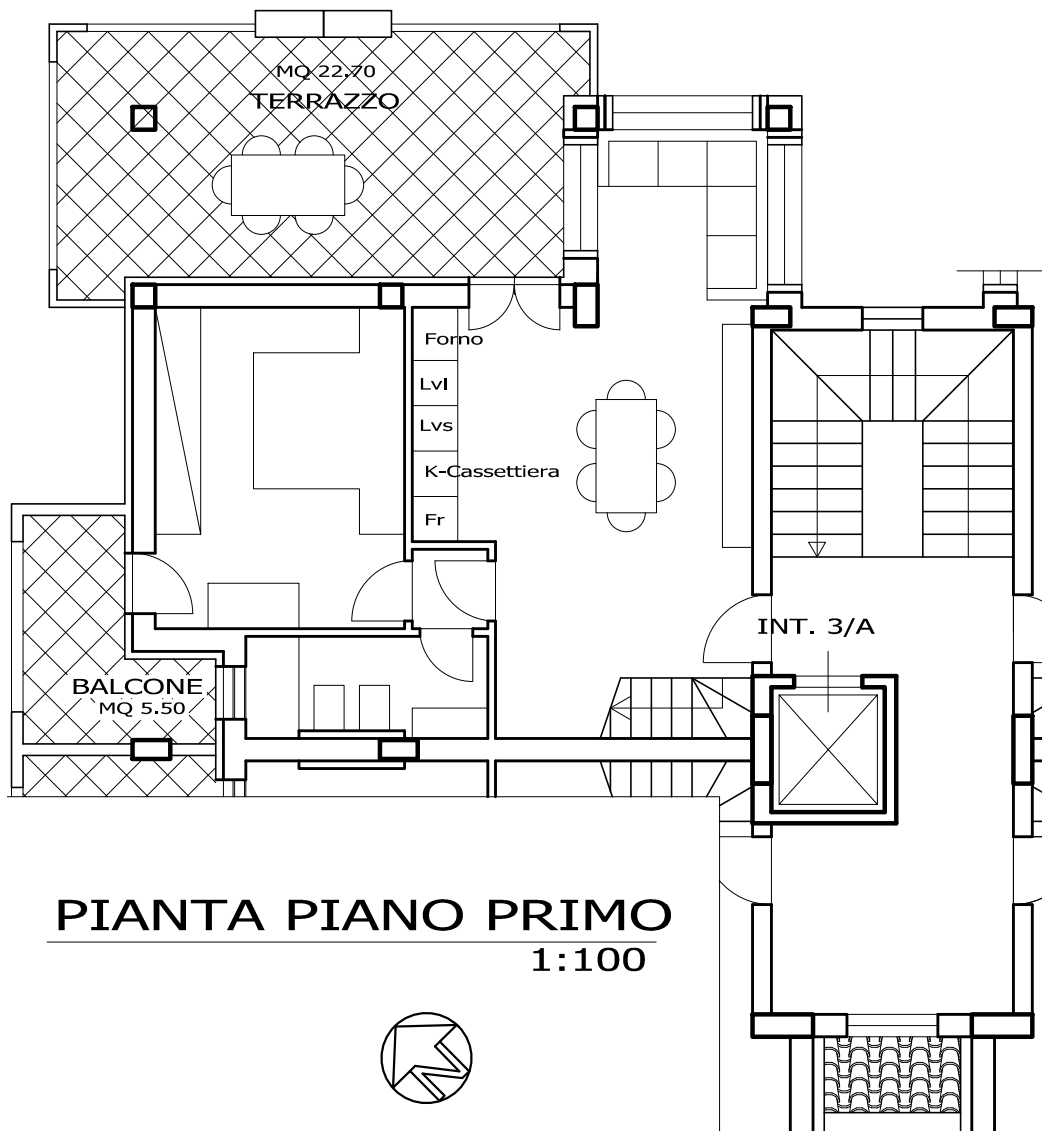 MQ 22.70
TERRAZZO
Forno
Lvl
Lvs
K-Cassettiera
Fr
INT. 3/A
BALCONE
MQ 5.50
PIANTA PIANO PRIMO
1:100
N